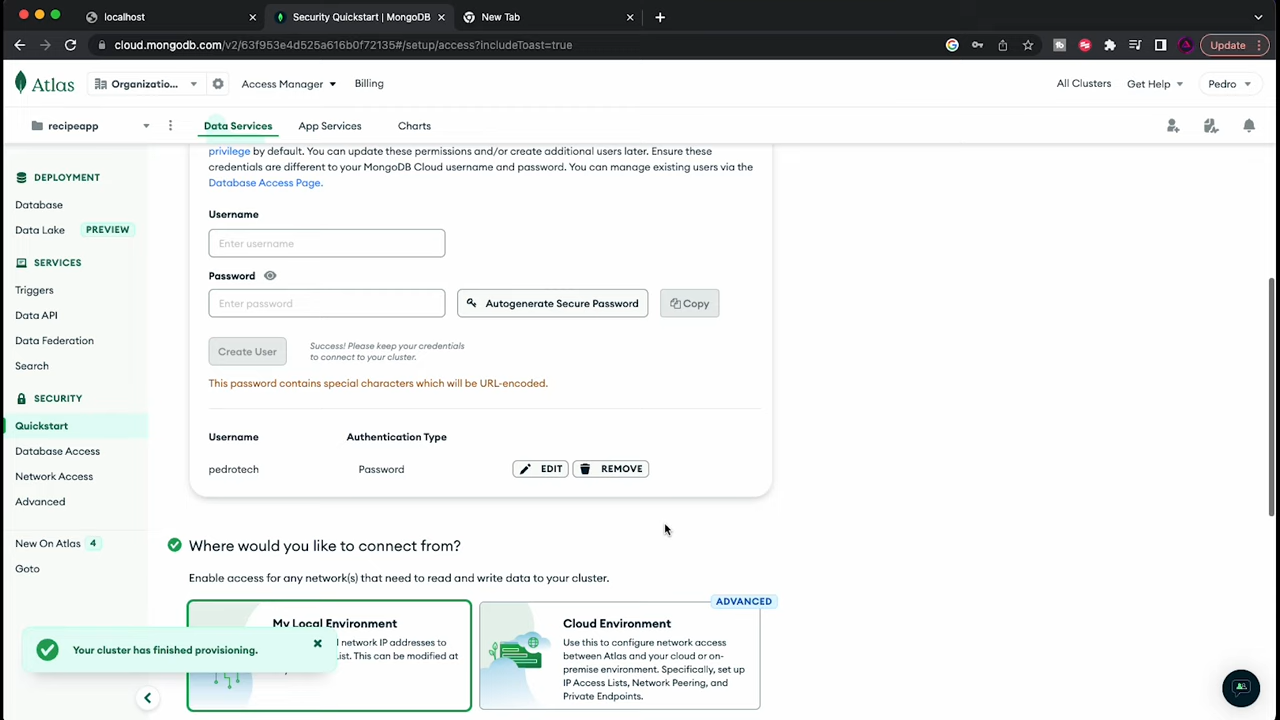 localhost
Security Quickstart | MongoDB
New Tab
cloud.mongodb.com/v2/63f953e4d525a616b0f72135#/setup/access?includeToast=true
Update
Atlas
Organizatio...
Access Manager
Billing
All Clusters
Get Help
Pedro
recipeapp
Data Services
App Services
Charts
DEPLOYMENT
Database
Data Lake PREVIEW
SERVICES
Triggers
Data API
Data Federation
Search
SECURITY
Quickstart
Database Access
Network Access
Advanced
New On Atlas 4
Goto
privilege by default. You can update these permissions and/or create additional users later. Ensure these
credentials are different to your MongoDB Cloud username and password. You can manage existing users via the
Database Access Page.
Username
Enter username
Password
Enter password
Autogenerate Secure Password
Copy
Create User
Success! Please keep your credentials
to connect to your cluster.
This password contains special characters which will be URL-encoded.
Username Authentication Type
pedrotech Password EDIT REMOVE
Where would you like to connect from?
Enable access for any network(s) that need to read and write data to your cluster.
My Local Environment
network IP addresses to
List. This can be modified at
ADVANCED
Cloud Environment
Use this to configure network access
between Atlas and your cloud or on-
premise environment. Specifically, set up
IP Access Lists, Network Peering, and
Private Endpoints.
Your cluster has finished provisioning.